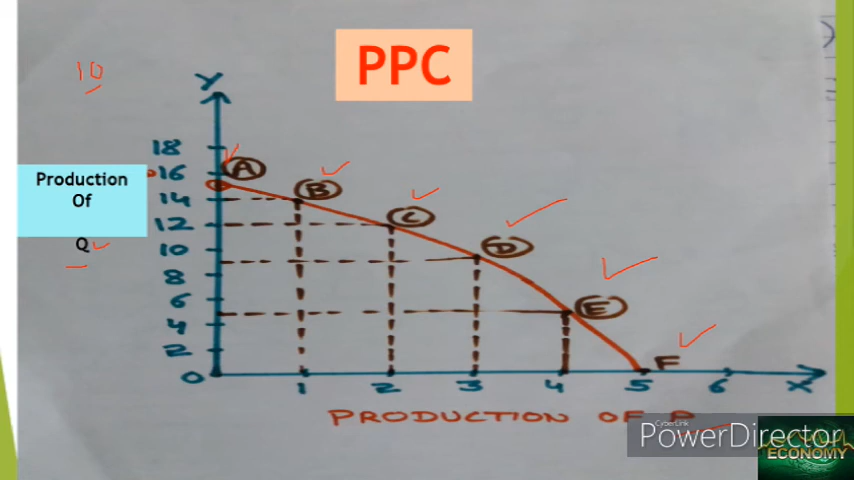 PPC
10
Y
18
16
14
12
10
8
6
4
2
0
Production
Of
Q
A
B
C
D
E
F
1 2 3 4 5 6 X
PRODUCTION OF P
CyberLink
PowerDirector
ECONOMY